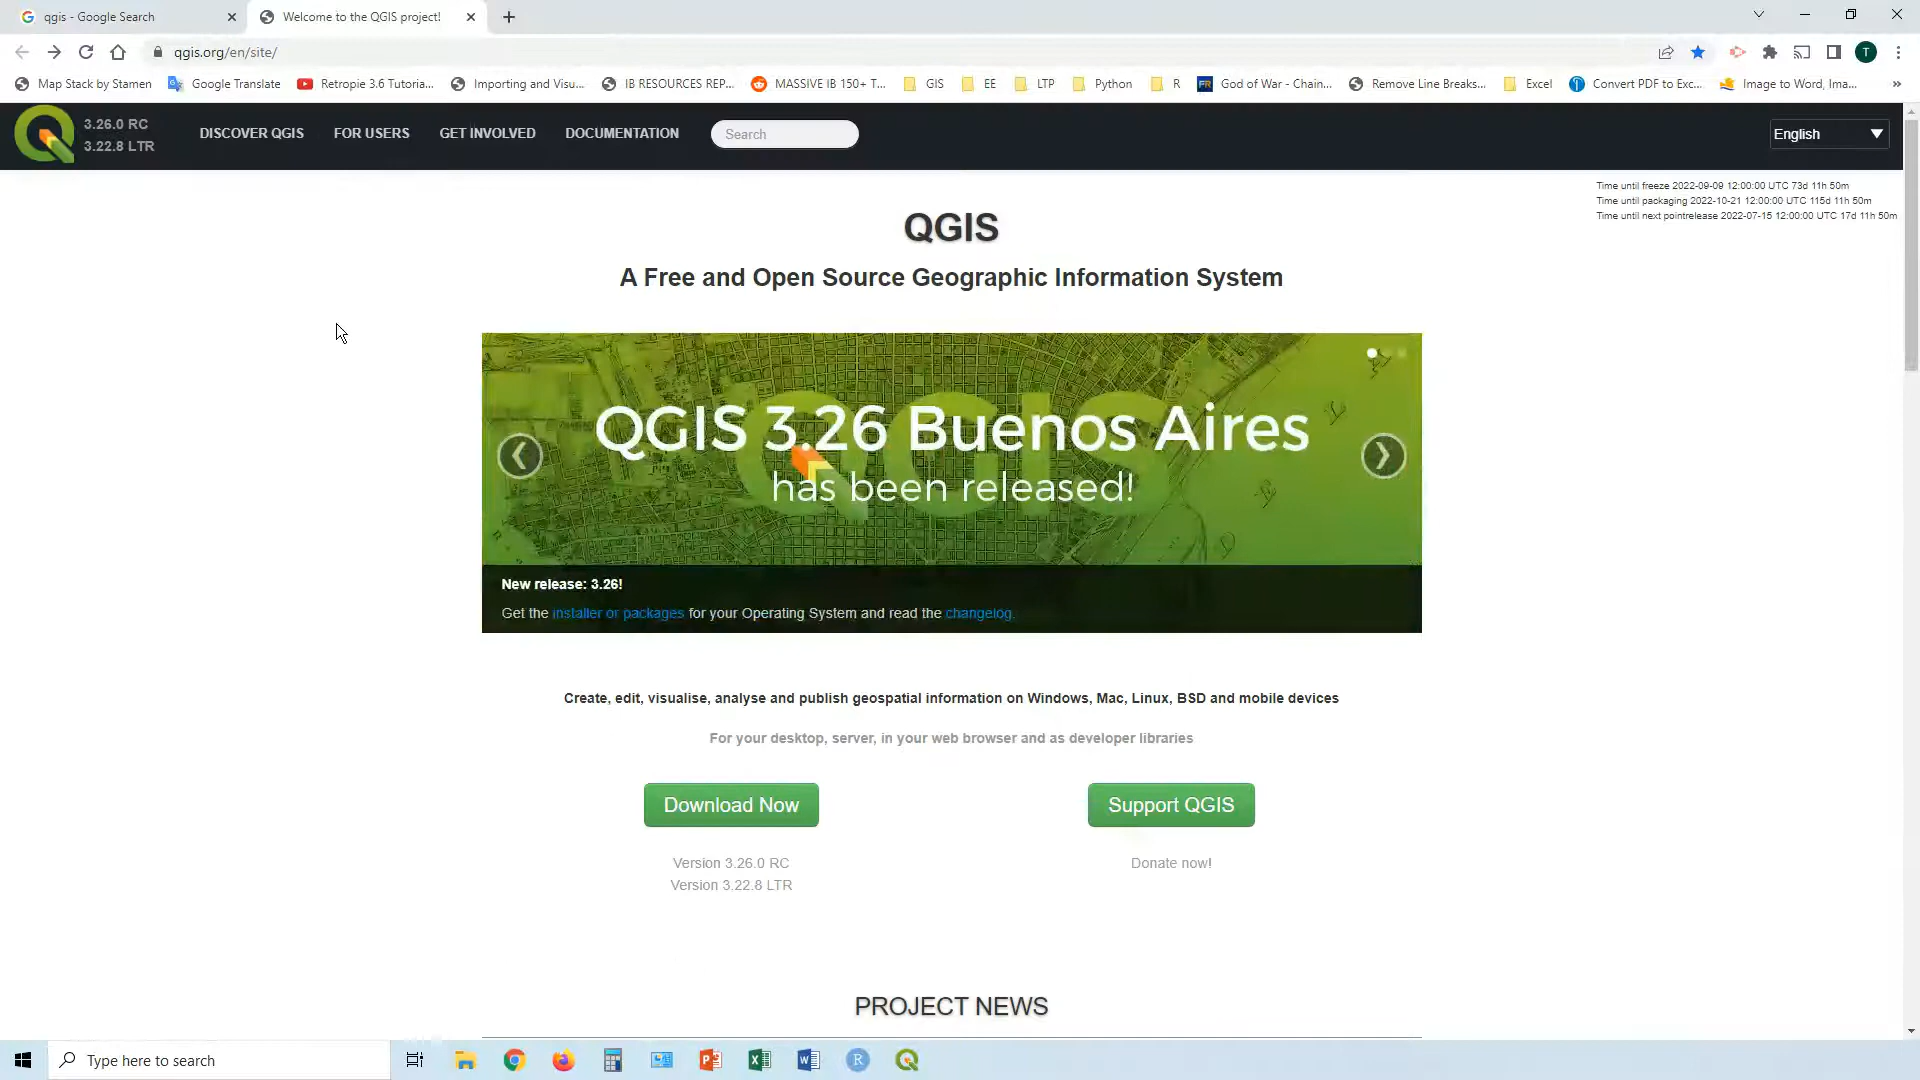 qgis - Google Search
Welcome to the QGIS project!
qgis.org/en/site/
T
Map Stack by Stamen
Google Translate
Retropie 3.6 Tutoria...
Importing and Visu...
IB RESOURCES REP...
MASSIVE IB 150+ T...
GIS
EE
LTP
Python
R
God of War - Chain...
Remove Line Breaks...
Excel
Convert PDF to Exc...
Image to Word, Ima...
3.26.0 RC
3.22.8 LTR
DISCOVER QGIS
FOR USERS
GET INVOLVED
DOCUMENTATION
Search
English
Time until freeze 2022-09-09 12:00:00 UTC 73d 11h 50m
Time until packaging 2022-10-21 12:00:00 UTC 115d 11h 50m
Time until next pointrelease 2022-07-15 12:00:00 UTC 17d 11h 50m
QGIS
A Free and Open Source Geographic Information System
QGIS 3.26 Buenos Aires
has been released!
New release: 3.26!
Get the installer or packages for your Operating System and read the changelog.
Create, edit, visualise, analyse and publish geospatial information on Windows, Mac, Linux, BSD and mobile devices
For your desktop, server, in your web browser and as developer libraries
Download Now
Support QGIS
Version 3.26.0 RC
Donate now!
Version 3.22.8 LTR
PROJECT NEWS
Type here to search